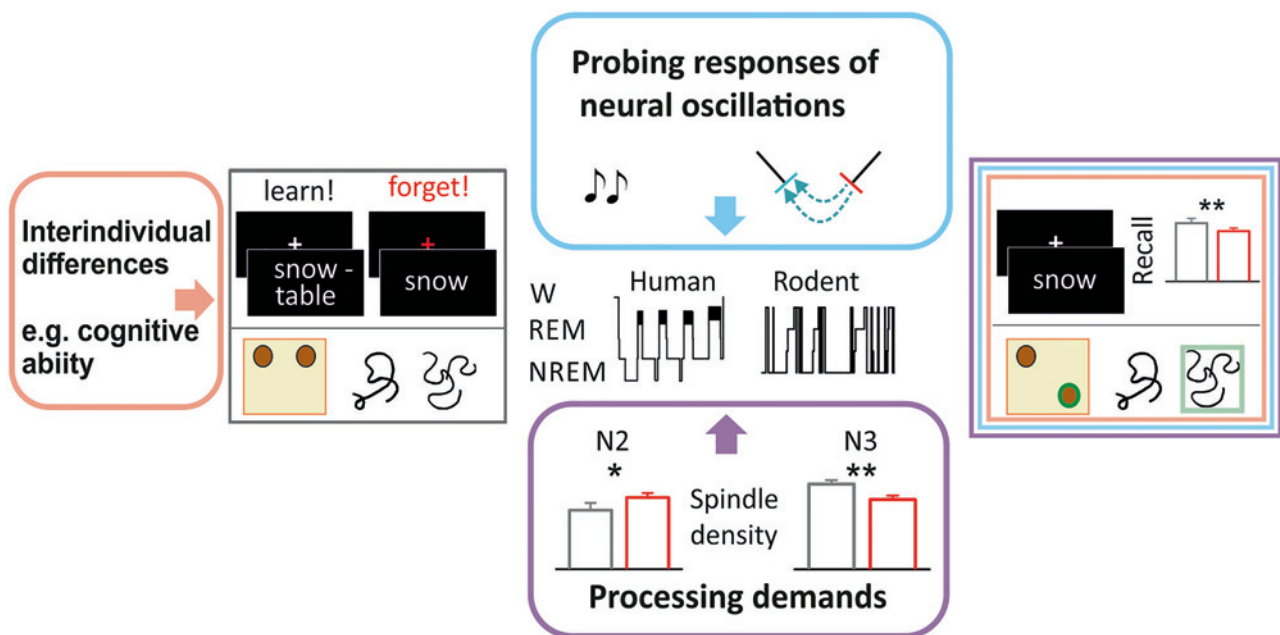 Probing responses of
neural oscillations
Interindividual
differences
e.g. cognitive
abiity
learn!
forget!
+
+
snow -
table
snow
W
REM
NREM
Human
Rodent
+
snow
Recall
**
N2
*
Spindle
density
N3
**
Processing demands